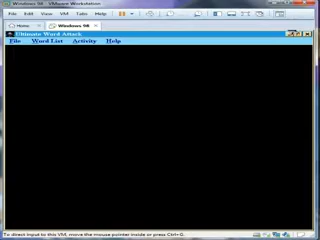 Windows 98 - VMware Workstation
File Edit View VM Tabs Help
Home Windows 98
Ultimate Word Attack
File Word List Activity Help
To direct input to this VM, move the mouse pointer inside or press Ctrl+G.